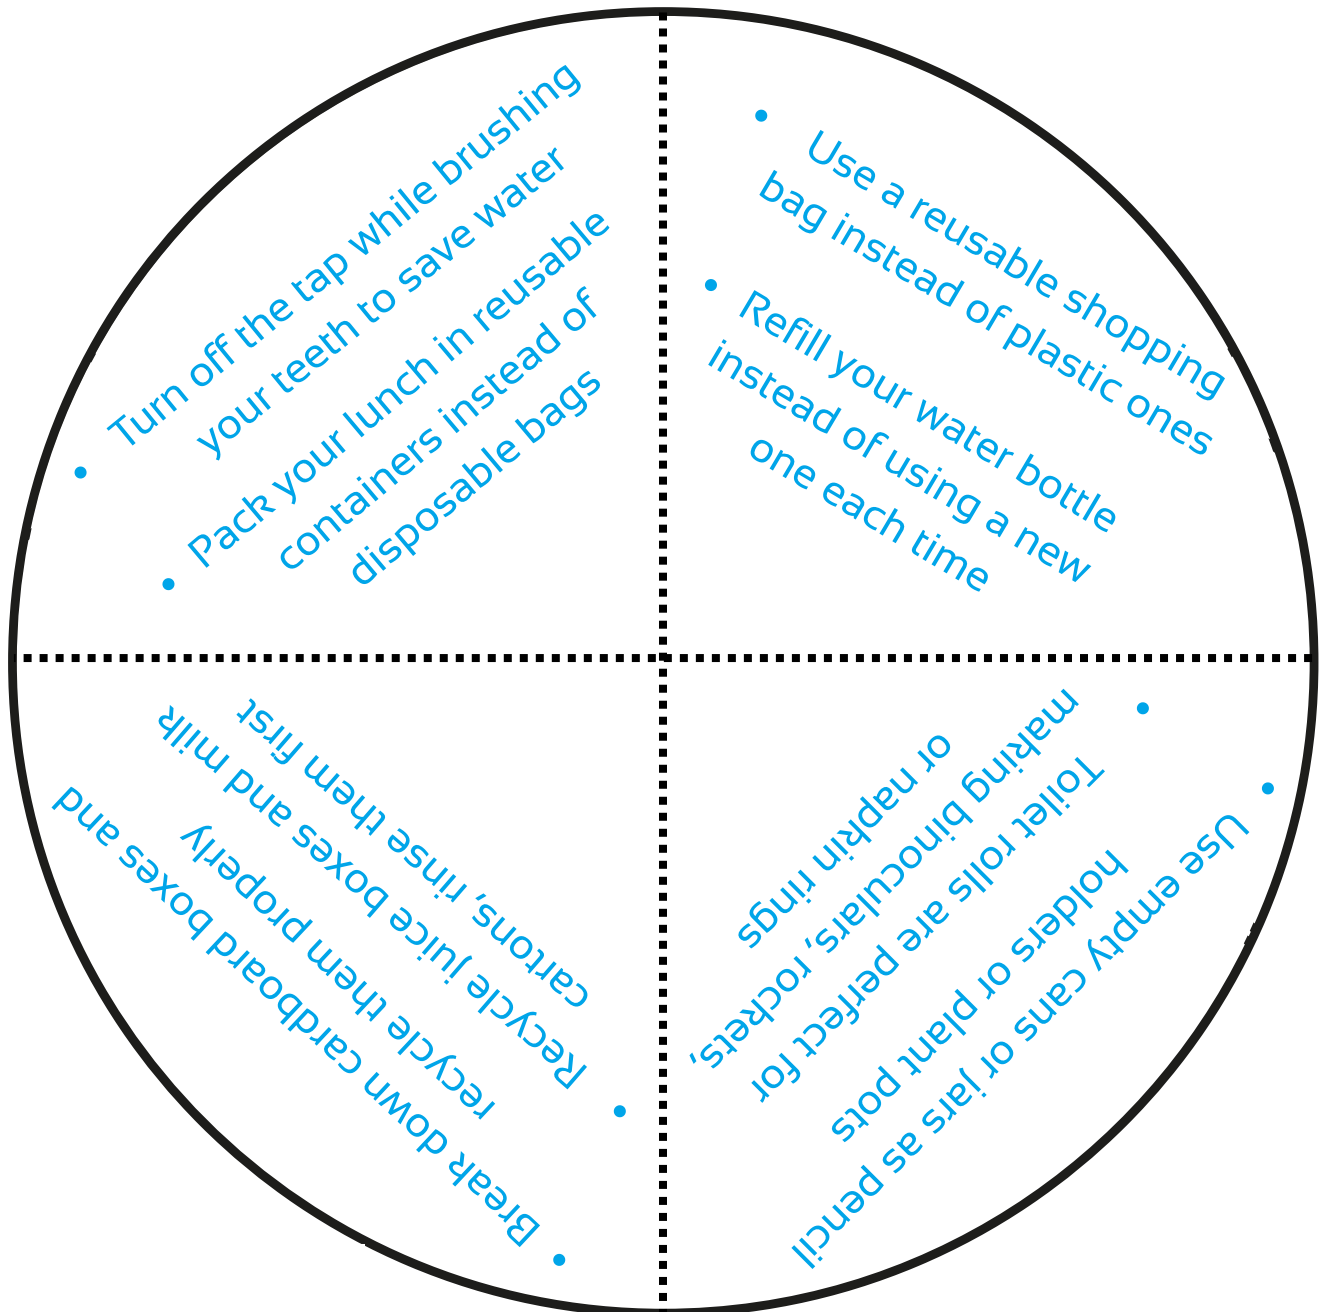 • Turn off the tap while brushing
your teeth to save water
• Pack your lunch in reusable
containers instead of
disposable bags
• Use a reusable shopping
bag instead of plastic ones
• Refill your water bottle
instead of using a new
one each time
• Use empty cans or jars as pencil
holders or plant pots
• Toilet rolls are perfect for
making binoculars, rockets,
or napkin rings
• Break down cardboard boxes and
recycle them properly
• Recycle juice boxes and milk
cartons, rinse them first